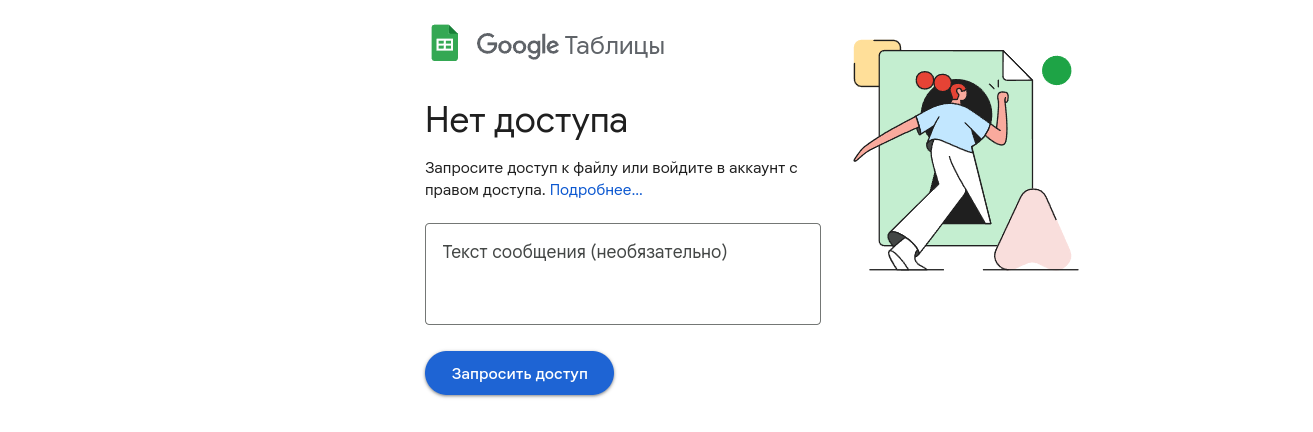 Google Таблицы
Нет доступа
Запросите доступ к файлу или войдите в аккаунт с
правом доступа. Подробнее...
Текст сообщения (необязательно)
Запросить доступ